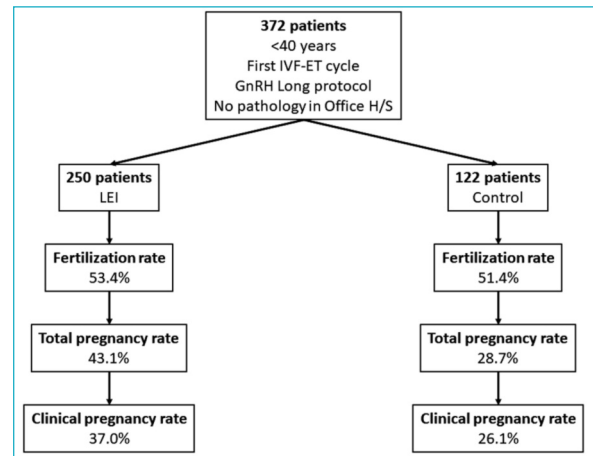 372 patients
<40 years
First IVF-ET cycle
GnRH Long protocol
No pathology in Office H/S
250 patients
LEI
122 patients
Control
Fertilization rate
53.4%
Fertilization rate
51.4%
Total pregnancy rate
43.1%
Total pregnancy rate
28.7%
Clinical pregnancy rate
37.0%
Clinical pregnancy rate
26.1%